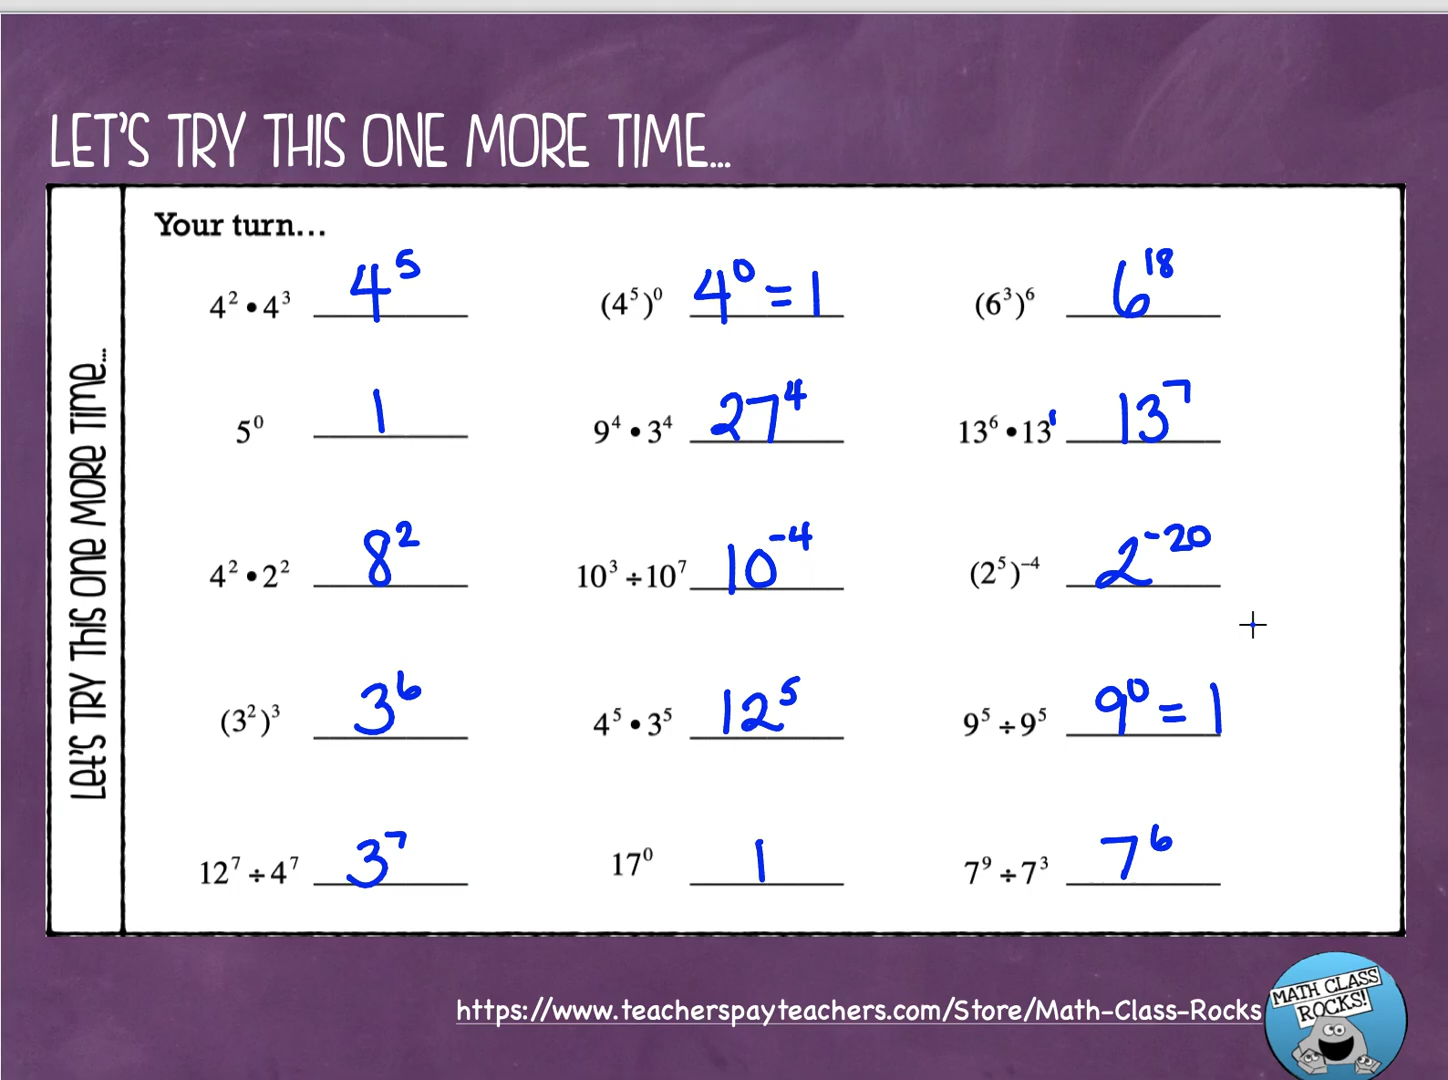 LET'S TRY THIS ONE MORE TIME...
Let's TRY THiS ONE MORE TiMe...
Your turn...
4² • 4³ 4⁵ (4⁵)⁰ 4⁰ = 1 (6³)⁶ 6¹⁸
5⁰ 1 9⁴ • 3⁴ 27⁴ 13⁶ • 13¹ 13⁷
4² • 2² 8² 10³ ÷10⁷ 10⁻⁴ (2⁵)⁻⁴ 2⁻²⁰
(3²)³ 3⁶ 4⁵ • 3⁵ 12⁵ 9⁵ ÷ 9⁵ 9⁰ = 1
12⁷ ÷ 4⁷ 3⁷ 17⁰ 1 7⁹ ÷ 7³ 7⁶
https://www.teacherspayteachers.com/Store/Math-Class-Rocks
MATH CLASS
ROCKS!